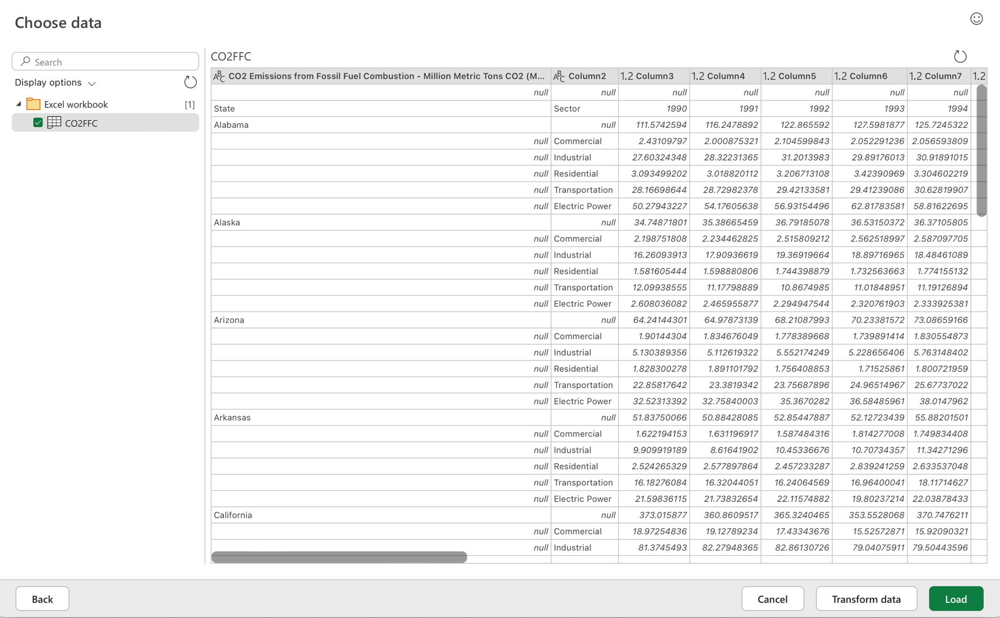 Choose data
Search
Display options
Excel workbook [1]
CO2FFC
CO2FFC
ABC CO2 Emissions from Fossil Fuel Combustion - Million Metric Tons CO2 (M... ABC Column2 1.2 Column3 1.2 Column4 1.2 Column5 1.2 Column6 1.2 Column7 1.2
null null null null null null null
State Sector 1990 1991 1992 1993 1994
Alabama null 111.5742594 116.2478892 122.865592 127.5981877 125.7245322
null Commercial 2.43109797 2.000875321 2.104599843 2.052291236 2.056593809
null Industrial 27.60324348 28.32231365 31.2013983 29.89176013 30.91891015
null Residential 3.093499202 3.018820112 3.206713108 3.42390969 3.304602219
null Transportation 28.16698644 28.72982378 29.42133581 29.41239086 30.62819907
null Electric Power 50.27943227 54.17605638 56.93154496 62.81783581 58.81622695
Alaska null 34.74871801 35.38665459 36.79185078 36.53150372 36.37105805
null Commercial 2.198751808 2.234462825 2.515809212 2.562518997 2.587097705
null Industrial 16.26093913 17.90936619 19.36919664 18.89716965 18.48461089
null Residential 1.581605444 1.598880806 1.744398879 1.732563663 1.774155132
null Transportation 12.09938555 11.17798889 10.8674985 11.01848951 11.19126894
null Electric Power 2.608036082 2.465955877 2.294947544 2.320761903 2.333925381
Arizona null 64.24144301 64.97873139 68.21087993 70.23381572 73.08659166
null Commercial 1.90144304 1.834676049 1.778389668 1.739891414 1.830554873
null Industrial 5.130389356 5.112619322 5.552174249 5.228656406 5.763148402
null Residential 1.828300278 1.891101792 1.756408853 1.71525861 1.800721959
null Transportation 22.85817642 23.3819342 23.75687896 24.96514967 25.67737022
null Electric Power 32.52313392 32.75840003 35.3670282 36.58485961 38.0147962
Arkansas null 51.83750066 50.88428085 52.85447887 52.12723439 55.88201501
null Commercial 1.622194153 1.631196917 1.587484316 1.814277008 1.749834408
null Industrial 9.909919189 8.61641902 10.45336676 10.70734357 11.34271296
null Residential 2.524265329 2.577897864 2.457233287 2.839241259 2.633537048
null Transportation 16.18276084 16.32044051 16.24064569 16.96400041 18.11714627
null Electric Power 21.59836115 21.73832654 22.11574882 19.80237214 22.03878433
California null 373.015877 360.8609517 365.3240465 353.5528068 370.7476211
null Commercial 18.97254836 19.12789234 17.43343676 15.52572871 15.92090321
null Industrial 81.3745493 82.27948365 82.86130726 79.04075911 79.50443596
Back Cancel Transform data Load